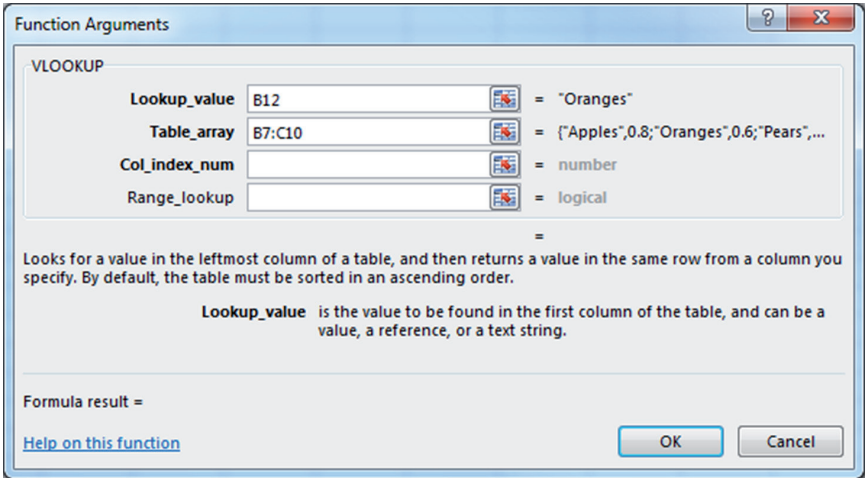 Function Arguments
?
VLOOKUP
Lookup_value B12 = "Oranges"
Table_array B7:C10 = {"Apples",0.8;"Oranges",0.6;"Pears",...
Col_index_num = number
Range_lookup = logical
=
Looks for a value in the leftmost column of a table, and then returns a value in the same row from a column you
specify. By default, the table must be sorted in an ascending order.
Lookup_value is the value to be found in the first column of the table, and can be a
value, a reference, or a text string.
Formula result =
Help on this function OK Cancel